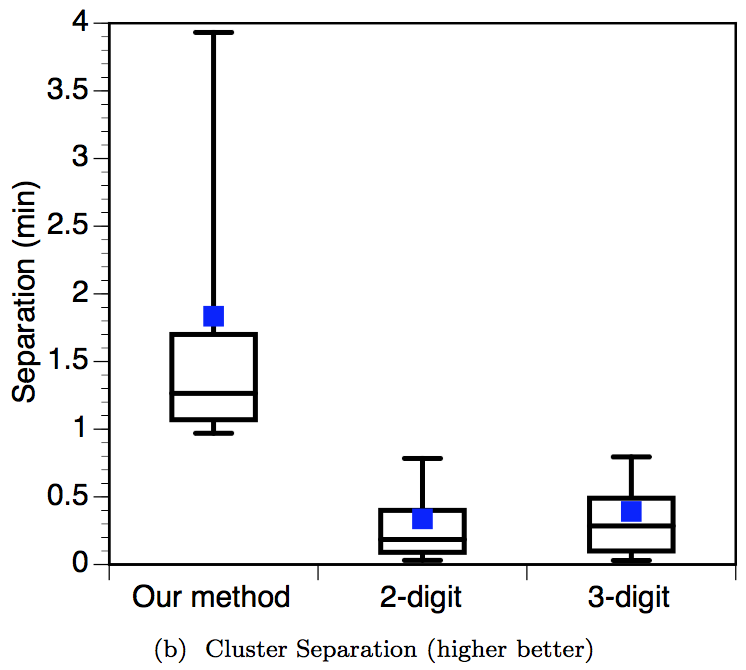 4
3.5
3
2.5
2
1.5
1
0.5
0
Separation (min)
Our method
2-digit
3-digit
(b) Cluster Separation (higher better)